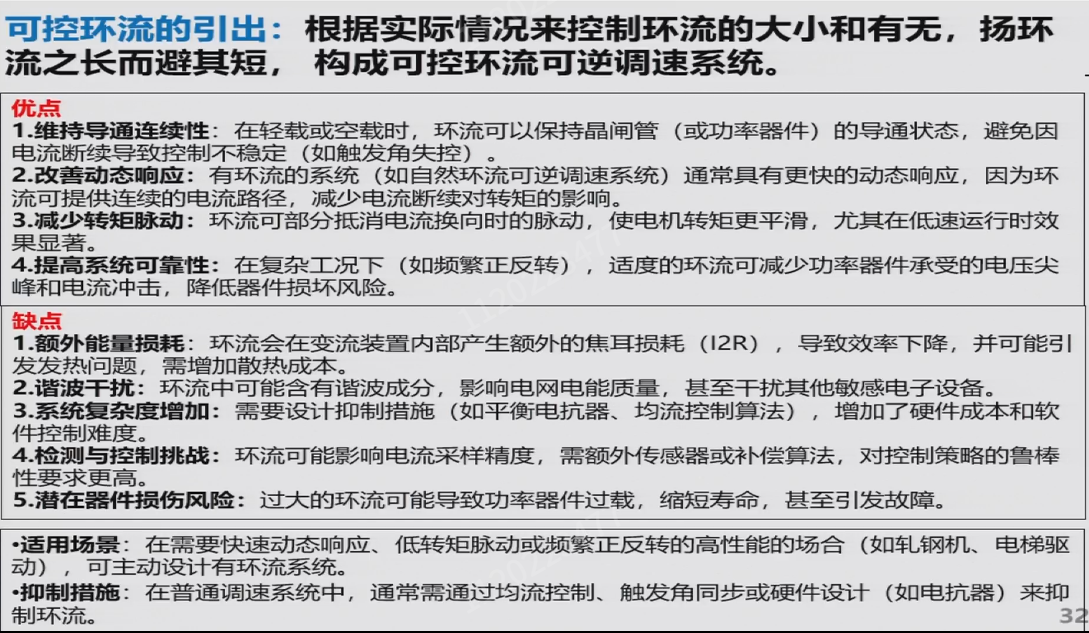 可控环流的引出：根据实际情况来控制环流的大小和有无，扬环
流之长而避其短， 构成可控环流可逆调速系统。
优点
1.维持导通连续性：在轻载或空载时，环流可以保持晶闸管（或功率器件）的导通状态，避免因
电流断续导致控制不稳定（如触发角失控）。
2.改善动态响应：有环流的系统（如自然环流可逆调速系统）通常具有更快的动态响应，因为环
流可提供连续的电流路径，减少电流断续对转矩的影响。
3.减少转矩脉动：环流可部分抵消电流换向时的脉动，使电机转矩更平滑，尤其在低速运行时效
果显著。
4.提高系统可靠性：在复杂工况下（如频繁正反转），适度的环流可减少功率器件承受的电压尖
峰和电流冲击，降低器件损坏风险。
缺点
1.额外能量损耗：环流会在变流装置内部产生额外的焦耳损耗（I2R），导致效率下降，并可能引
发发热问题，需增加散热成本。
2.谐波干扰：环流中可能含有谐波成分，影响电网电能质量，甚至干扰其他敏感电子设备。
3.系统复杂度增加：需要设计抑制措施（如平衡电抗器、均流控制算法），增加了硬件成本和软
件控制难度。
4.检测与控制挑战：环流可能影响电流采样精度，需额外传感器或补偿算法，对控制策略的鲁棒
性要求更高。
5.潜在器件损伤风险：过大的环流可能导致功率器件过载，缩短寿命，甚至引发故障。
•适用场景：在需要快速动态响应、低转矩脉动或频繁正反转的高性能的场合（如轧钢机、电梯驱
动），可主动设计有环流系统。
•抑制措施：在普通调速系统中，通常需通过均流控制、触发角同步或硬件设计（如电抗器）来抑
制环流。
32